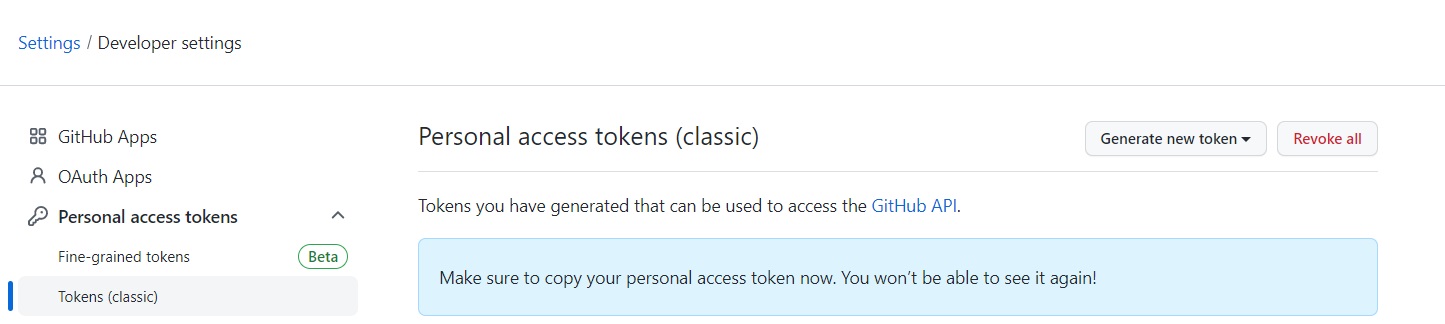 Settings / Developer settings
GitHub Apps
OAuth Apps
Personal access tokens
Fine-grained tokens Beta
Tokens (classic)
Personal access tokens (classic)
Generate new token
Revoke all
Tokens you have generated that can be used to access the GitHub API.
Make sure to copy your personal access token now. You won’t be able to see it again!